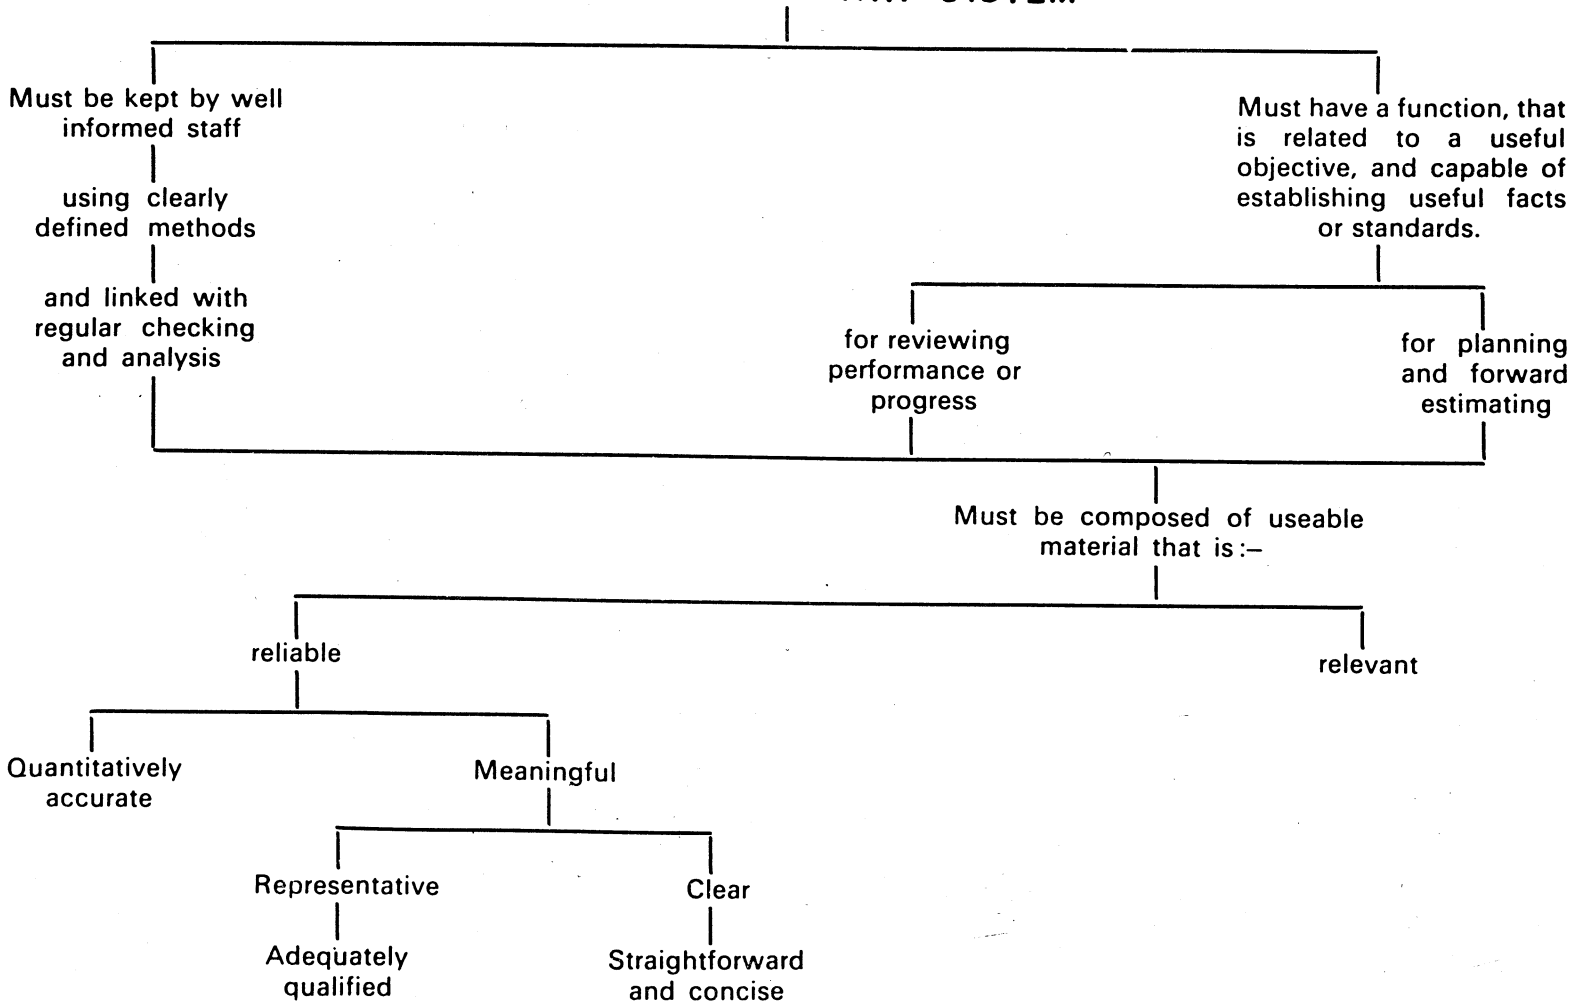 SYSTEM
Must be kept by well
informed staff
using clearly
defined methods
and linked with
regular checking
and analysis
Must have a function, that
is related to a useful
objective, and capable of
establishing useful facts
or standards.
for reviewing
performance or
progress
for planning
and forward
estimating
Must be composed of useable
material that is:–
reliable
relevant
Quantitatively
accurate
Meaningful
Representative
Clear
Adequately
qualified
Straightforward
and concise